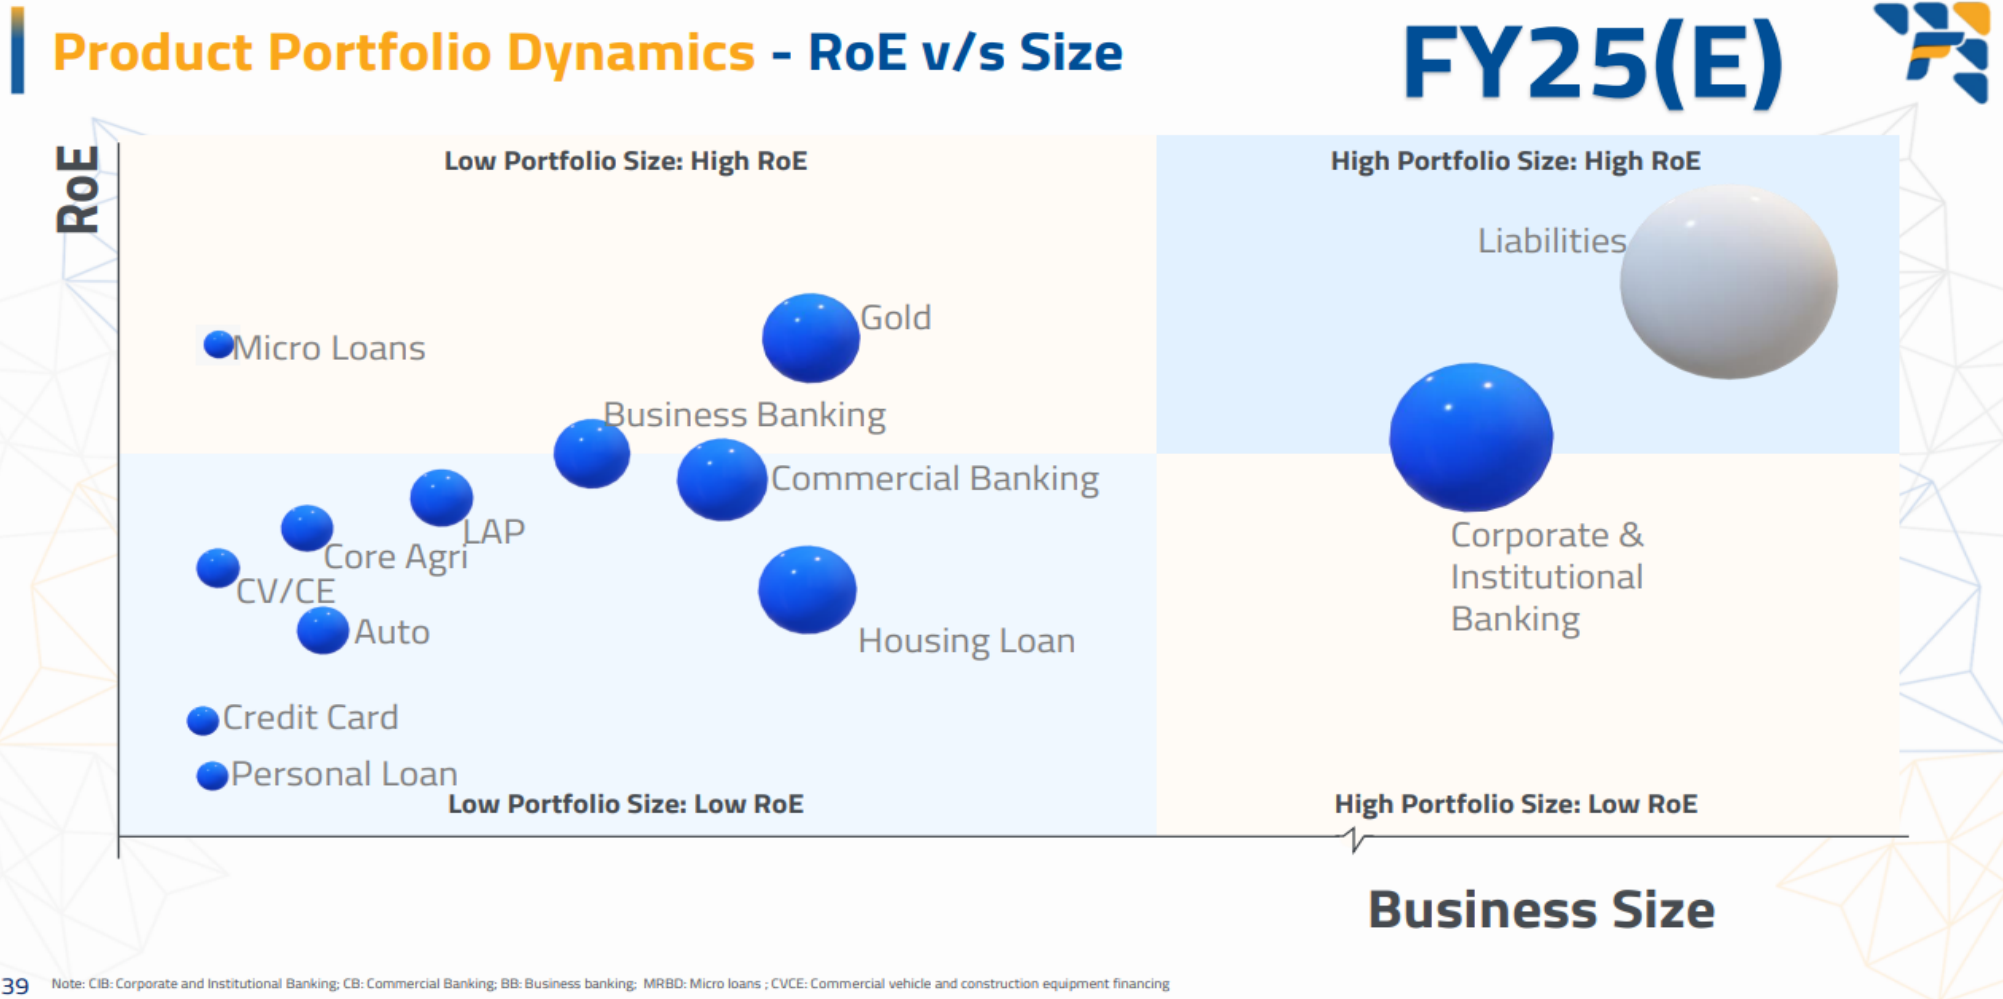 Product Portfolio Dynamics - RoE v/s Size
FY25(E)
RoE
Low Portfolio Size: High RoE
High Portfolio Size: High RoE
Liabilities
Gold
Micro Loans
Business Banking
Commercial Banking
LAP
Core Agri
CV/CE
Auto
Housing Loan
Corporate &
Institutional
Banking
Credit Card
Personal Loan
Low Portfolio Size: Low RoE
High Portfolio Size: Low RoE
Business Size
39
Note: CIB: Corporate and Institutional Banking; CB: Commercial Banking; BB: Business banking; MRBD: Micro loans ; CVCE: Commercial vehicle and construction equipment financing